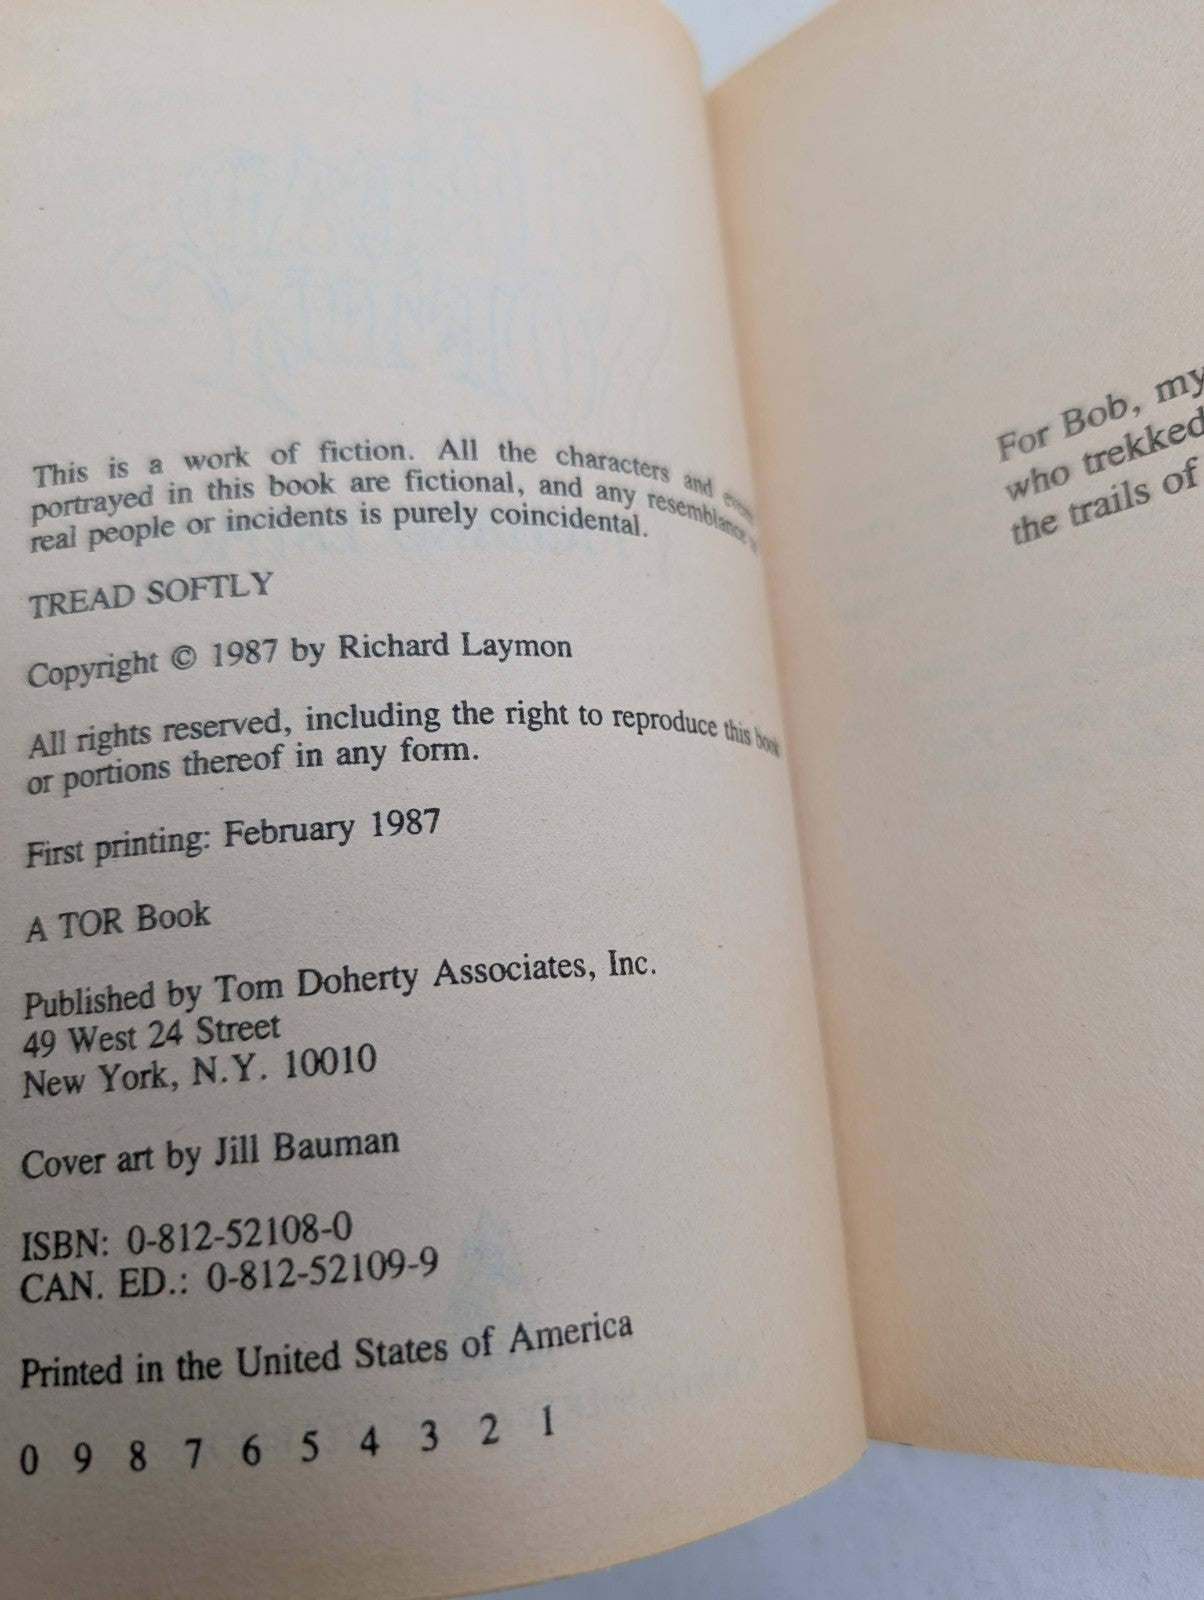 This is a work of fiction. All the characters and events
portrayed in this book are fictional, and any resemblance to
real people or incidents is purely coincidental.
TREAD SOFTLY
Copyright © 1987 by Richard Laymon
All rights reserved, including the right to reproduce this book
or portions thereof in any form.
First printing: February 1987
A TOR Book
Published by Tom Doherty Associates, Inc.
49 West 24 Street
New York, N.Y. 10010
Cover art by Jill Bauman
ISBN: 0-812-52108-0
CAN. ED.: 0-812-52109-9
Printed in the United States of America
0 9 8 7 6 5 4 3 2 1
For Bob, my
who trekked
the trails of